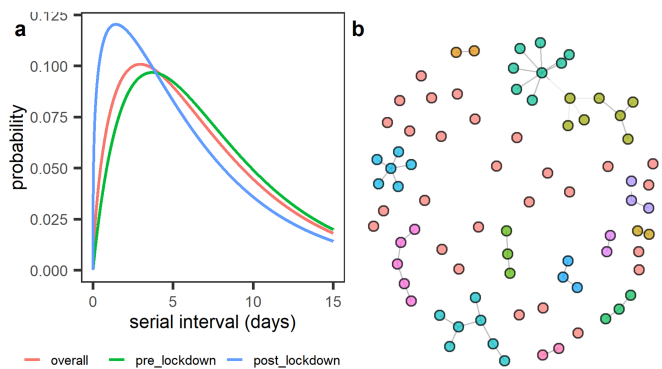 a
b
0.125
0.100
0.075
0.050
0.025
0.000
probability
0 5 10 15
serial interval (days)
overall pre_lockdown post_lockdown